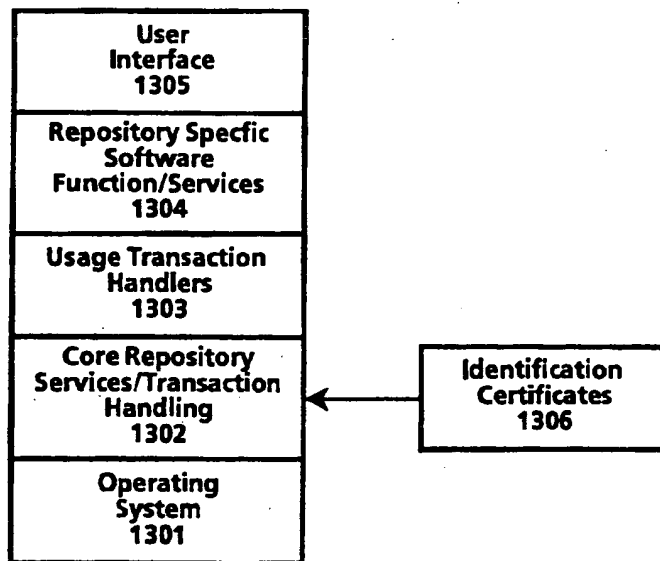 User
Interface
1305
Repository Specfic
Software
Function/Services
1304
Usage Transaction
Handlers
1303
Core Repository
Services/Transaction
Handling
1302
Identification
Certificates
1306
Operating
System
1301